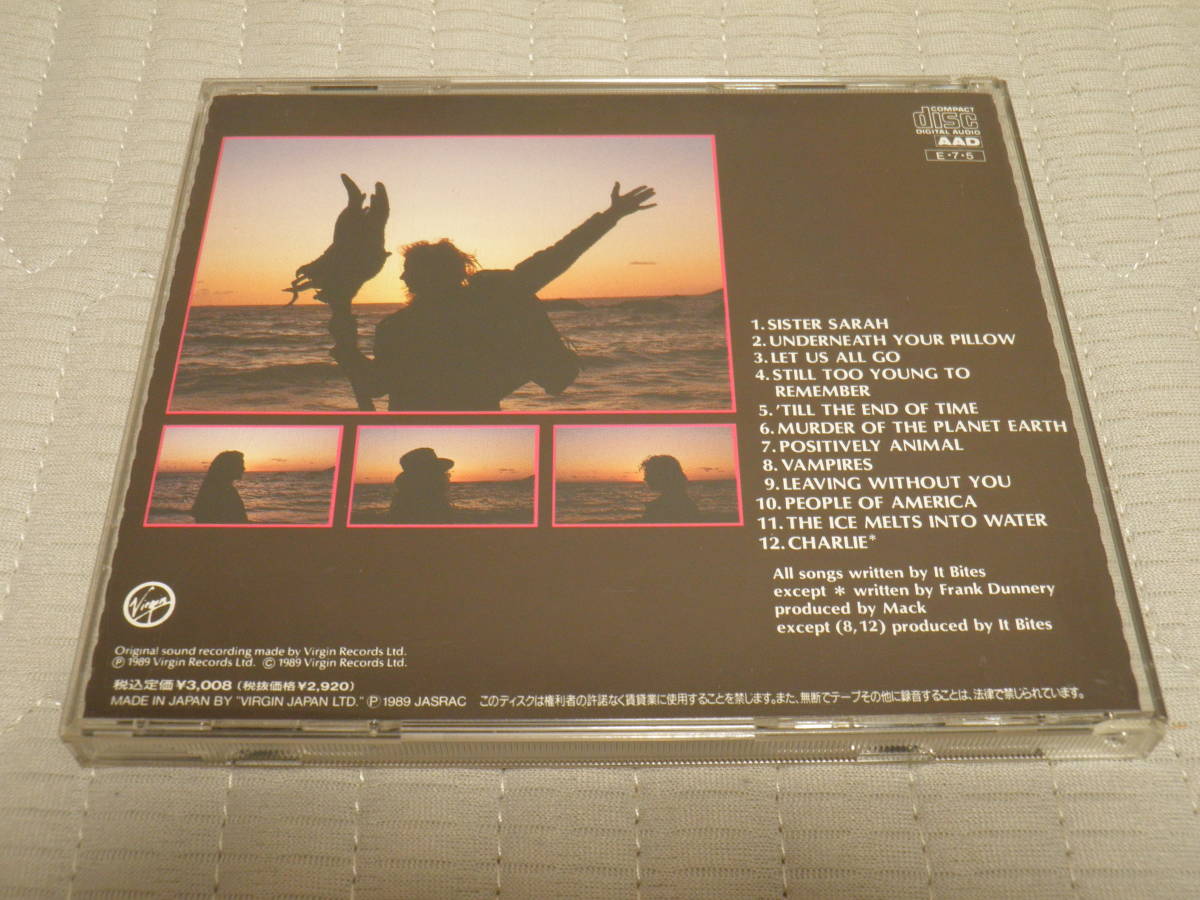 COMPACT
disc
DIGITAL AUDIO
AAD
E・7・5
1. SISTER SARAH
2. UNDERNEATH YOUR PILLOW
3. LET US ALL GO
4. STILL TOO YOUNG TO
REMEMBER
5. 'TILL THE END OF TIME
6. MURDER OF THE PLANET EARTH
7. POSITIVELY ANIMAL
8. VAMPIRES
9. LEAVING WITHOUT YOU
10. PEOPLE OF AMERICA
11. THE ICE MELTS INTO WATER
12. CHARLIE*
All songs written by It Bites
except * written by Frank Dunnery
produced by Mack
except (8,12) produced by It Bites
Virgin
Original sound recording made by Virgin Records Ltd.
Ⓟ 1989 Virgin Records Ltd. © 1989 Virgin Records Ltd.
税込定価¥3,008 (税抜価格¥2,920)
MADE IN JAPAN BY "VIRGIN JAPAN LTD." Ⓟ 1989 JASRAC このディスクは権利者の許諾なく賃貸業に使用することを禁じます。また、無断でテープその他に録音することは、法律で禁じられています。